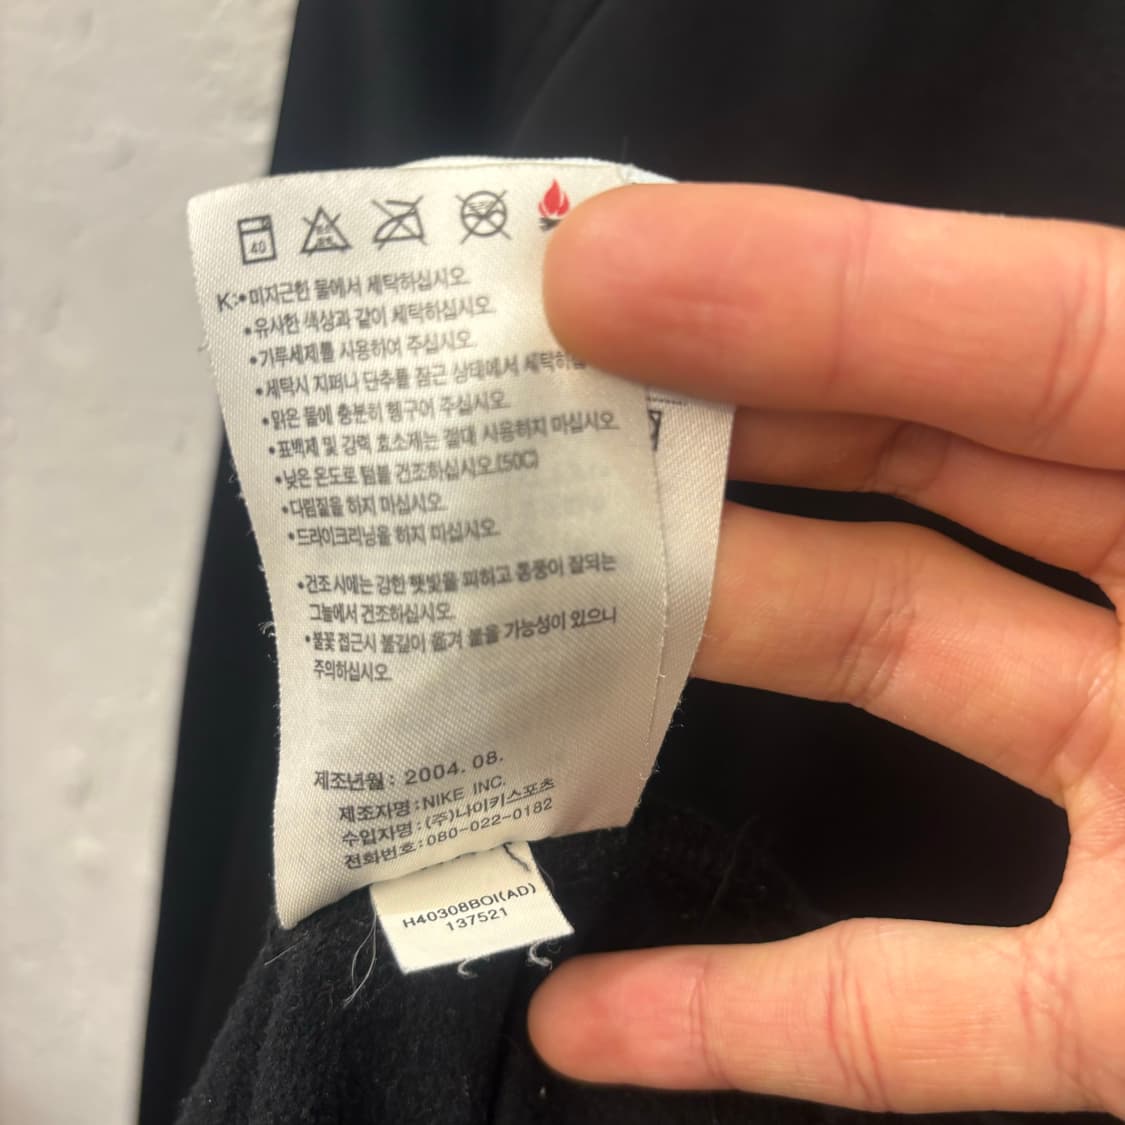 40
K:•미지근한 물에서 세탁하십시오.
•유사한 색상과 같이 세탁하십시오.
•가루세제를 사용하여 주십시오.
•세탁시 지퍼나 단추를 잠근 상태에서
•맑은 물에 충분히 헹구어 주십시오.
•표백제 및 강력 효소제는 절대 사용하지 마십시오.
•낮은 온도로 텀블 건조하십시오.(50C)
•다림질을 하지 마십시오.
•드라이크리닝을 하지 마십시오.
•건조시에는 강한 햇빛을 피하고 통풍이 잘되는
그늘에서 건조하십시오.
•불꽃 접근시 불길이 옮겨 붙을 가능성이 있으니
주의하십시오.
제조년월: 2004. 08.
제조자명:NIKE INC.
수입자명:(주)나이키스포츠
전화번호:080-022-0182
H40308BOI(AD)
137521